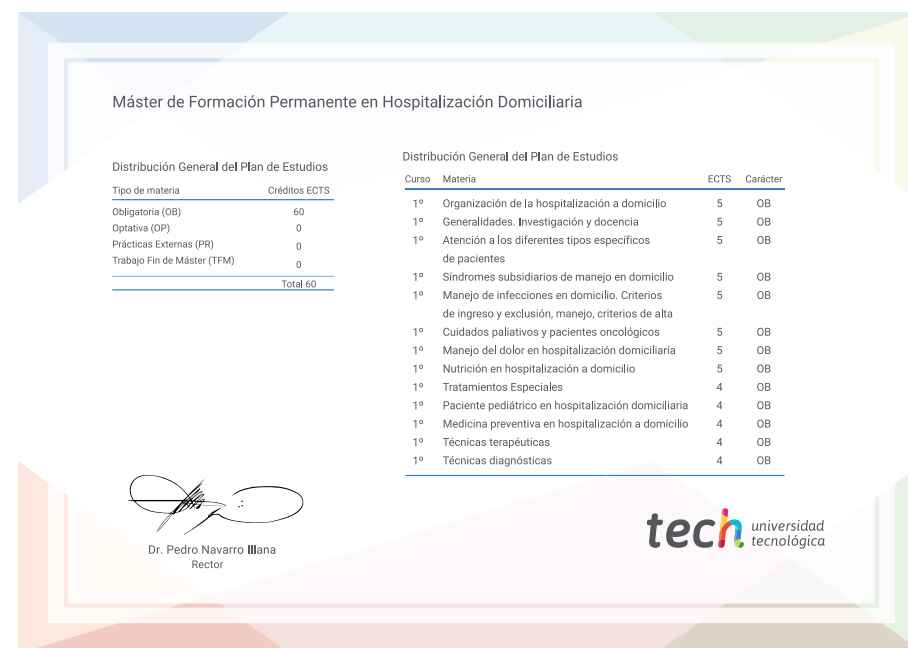 Máster de Formación Permanente en Hospitalización Domiciliaria
Distribución General del Plan de Estudios
Tipo de materia Créditos ECTS
Obligatoria (OB) 60
Optativa (OP) 0
Prácticas Externas (PR) 0
Trabajo Fin de Máster (TFM) 0
Total 60
Distribución General del Plan de Estudios
Curso Materia ECTS Carácter
1º Organización de la hospitalización a domicilio 5 OB
1º Generalidades. Investigación y docencia 5 OB
1º Atención a los diferentes tipos específicos 5 OB
de pacientes
1º Síndromes subsidiarios de manejo en domicilio 5 OB
1º Manejo de infecciones en domicilio. Criterios 5 OB
de ingreso y exclusión, manejo, criterios de alta
1º Cuidados paliativos y pacientes oncológicos 5 OB
1º Manejo del dolor en hospitalización domiciliaría 5 OB
1º Nutrición en hospitalización a domicilio 5 OB
1º Tratamientos Especiales 4 OB
1º Paciente pediátrico en hospitalización domiciliaria 4 OB
1º Medicina preventiva en hospitalización a domicilio 4 OB
1º Técnicas terapéuticas 4 OB
1º Técnicas diagnósticas 4 OB
Dr. Pedro Navarro Illana
Rector
tech universidad
tecnológica